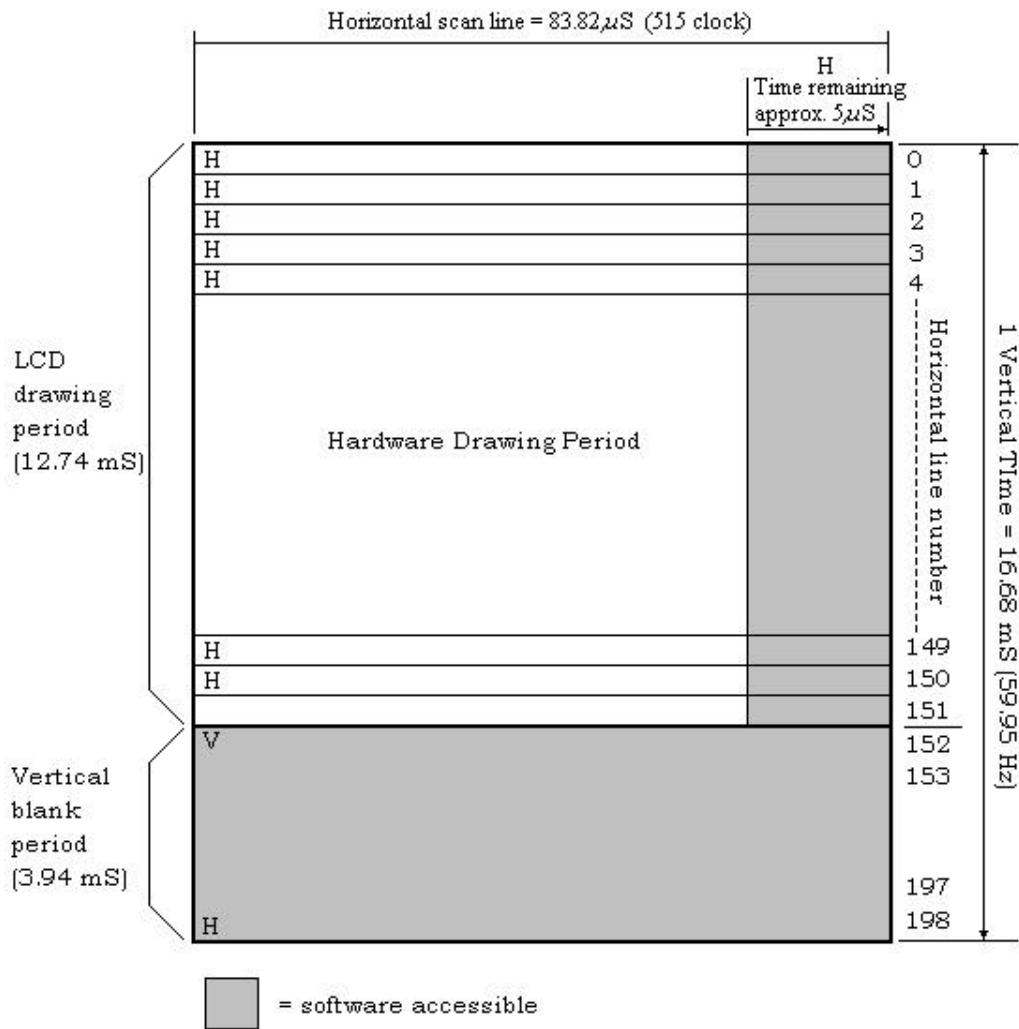 Horizontal scan line = 83.82µS (515 clock)
H
Time remaining
approx. 5µS
H
H
H
H
H
0
1
2
3
4
LCD
drawing
period
(12.74 mS)
Hardware Drawing Period
Horizontal line number
1 Vertical TIme = 16.68 mS (59.95 Hz)
H
H
149
150
151
V
152
153
Vertical
blank
period
(3.94 mS)
197
198
H
= software accessible